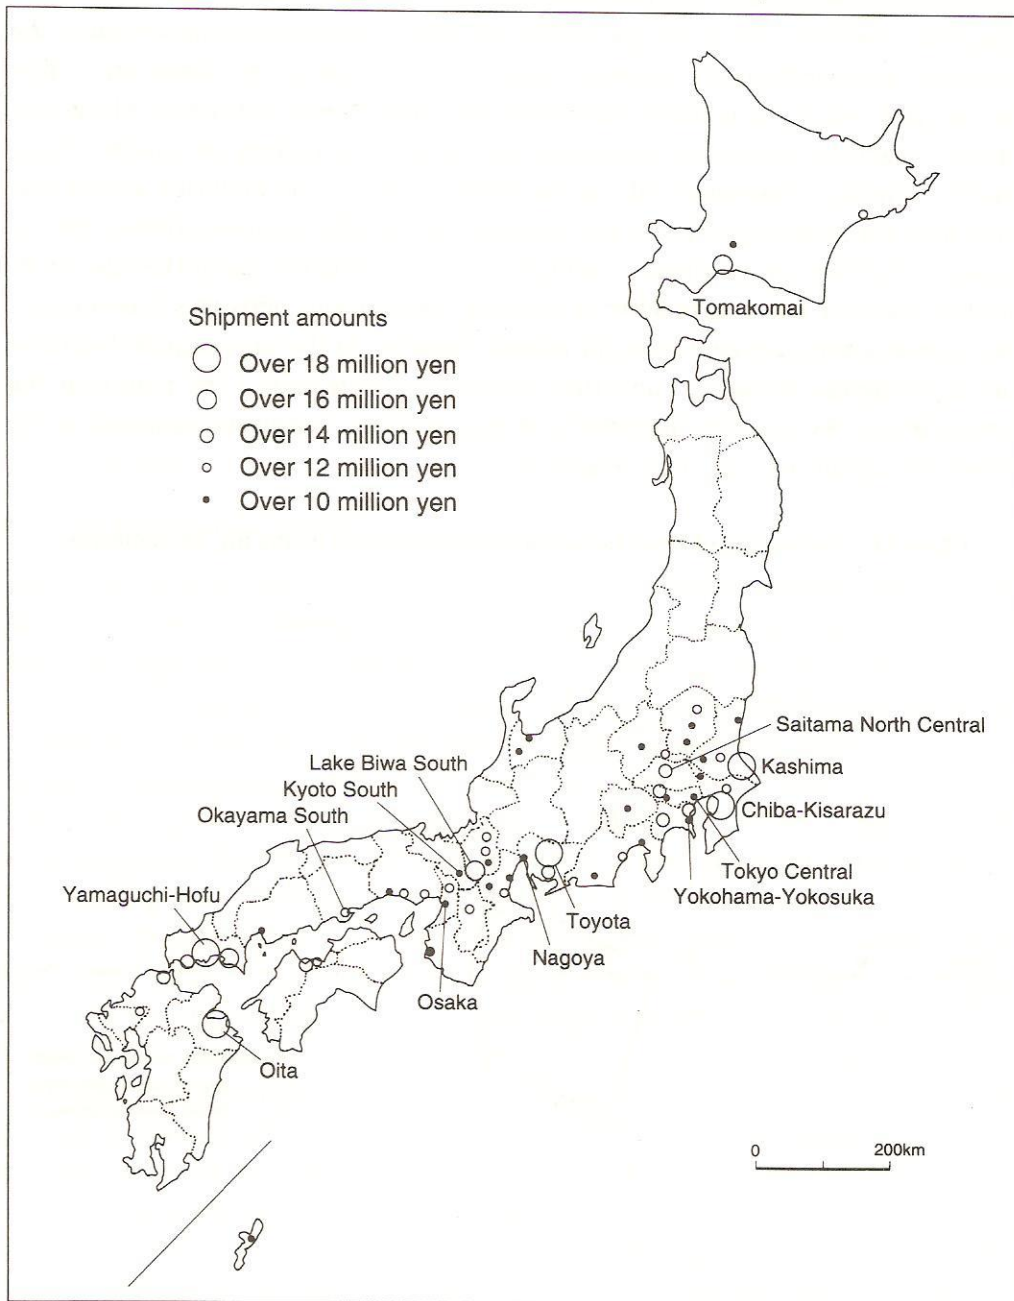 Tomakomai
Shipment amounts
Over 18 million yen
Over 16 million yen
Over 14 million yen
Over 12 million yen
Over 10 million yen
Saitama North Central
Lake Biwa South
Kashima
Kyoto South
Chiba-Kisarazu
Okayama South
Tokyo Central
Yamaguchi-Hofu
Yokohama-Yokosuka
Toyota
Nagoya
Osaka
Oita
0 200km